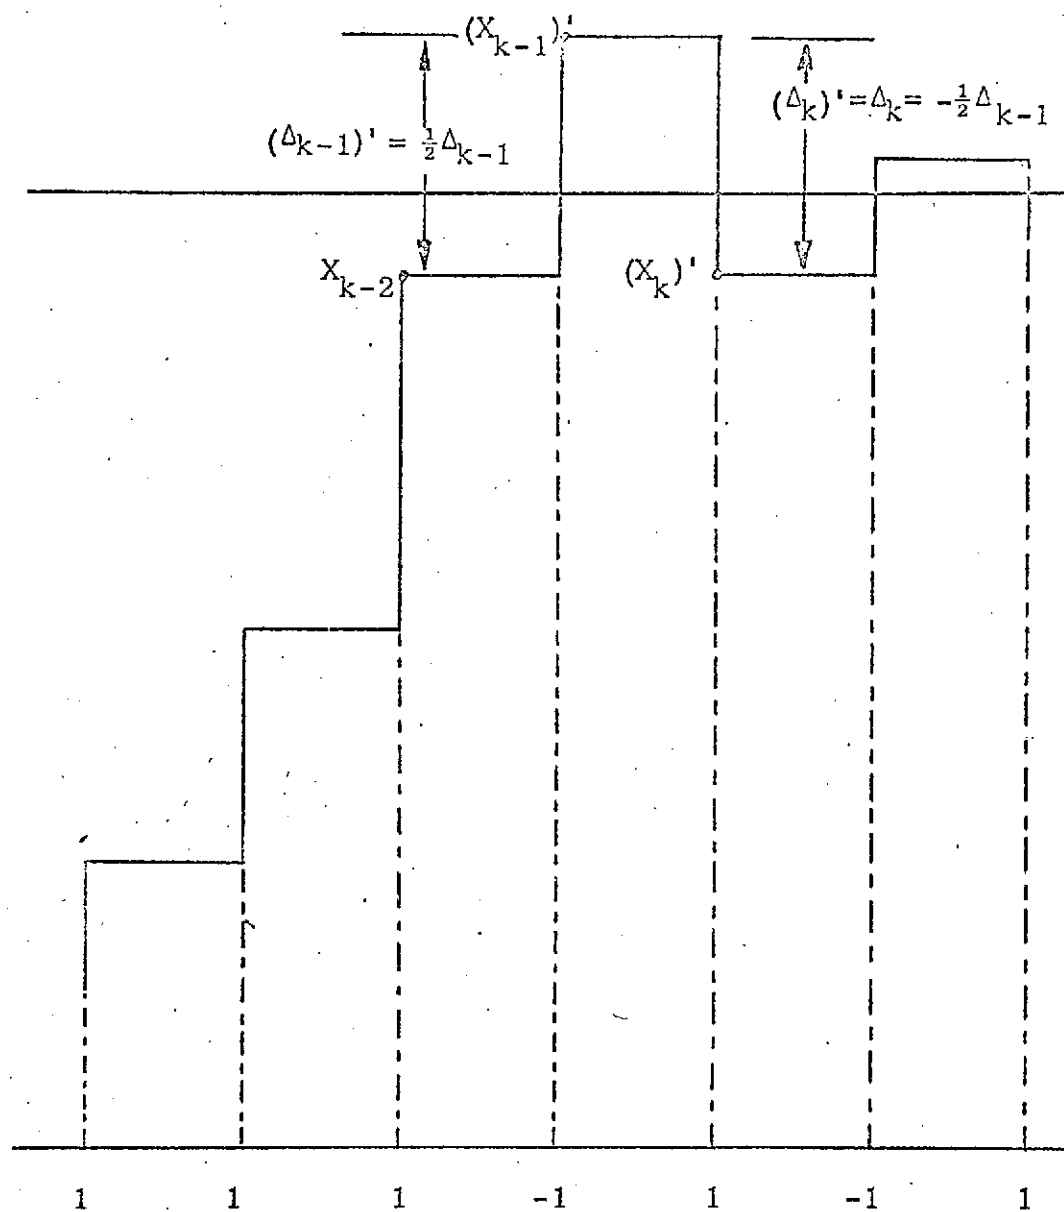 (X_{k-1})'
(Δ_k)'=Δ_k= -½Δ_{k-1}
(Δ_{k-1})' = ½Δ_{k-1}
X_{k-2}
(X_k)'
1 1 1 -1 1 -1 1